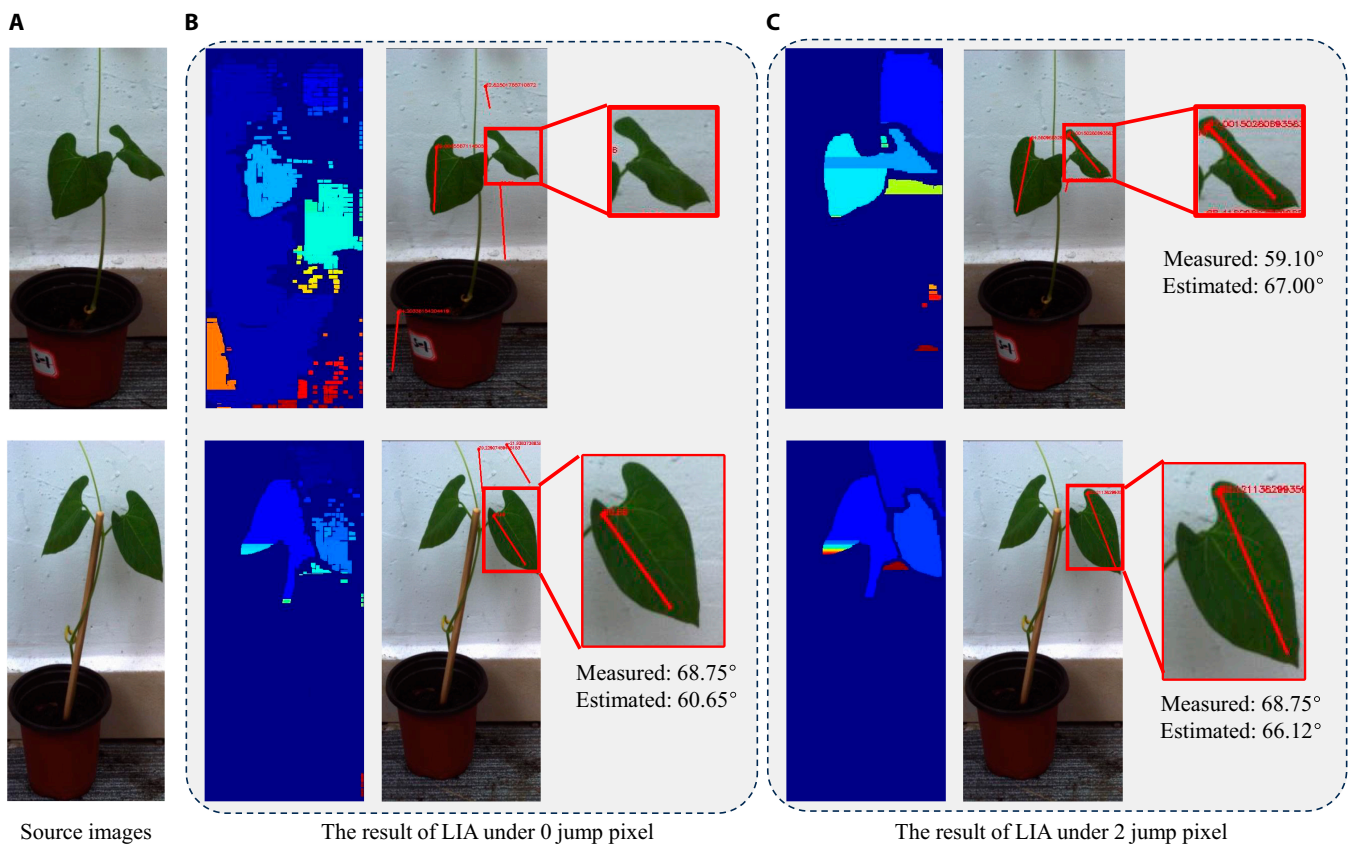 A
B
C
Measured: 59.10°
Estimated: 67.00°
Measured: 68.75°
Estimated: 60.65°
Measured: 68.75°
Estimated: 66.12°
Source images
The result of LIA under 0 jump pixel
The result of LIA under 2 jump pixel